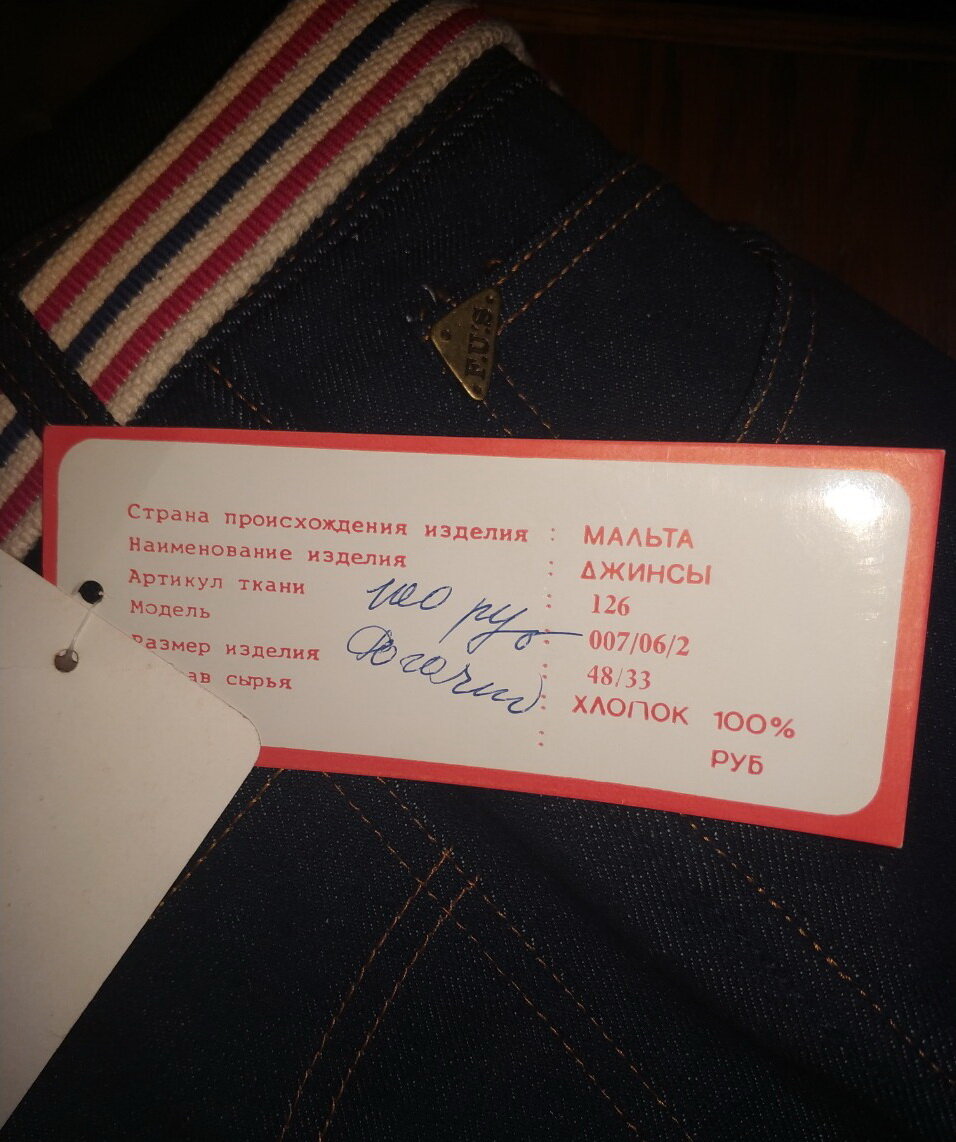 F.U'S
Страна происхождения изделия : МАЛЬТА
Наименование изделия : ДЖИНСЫ
Артикул ткани : 126
Модель : 007/06/2
Размер изделия : 48/33
ав сырья : ХЛОПОК 100%
: РУБ
100 руб